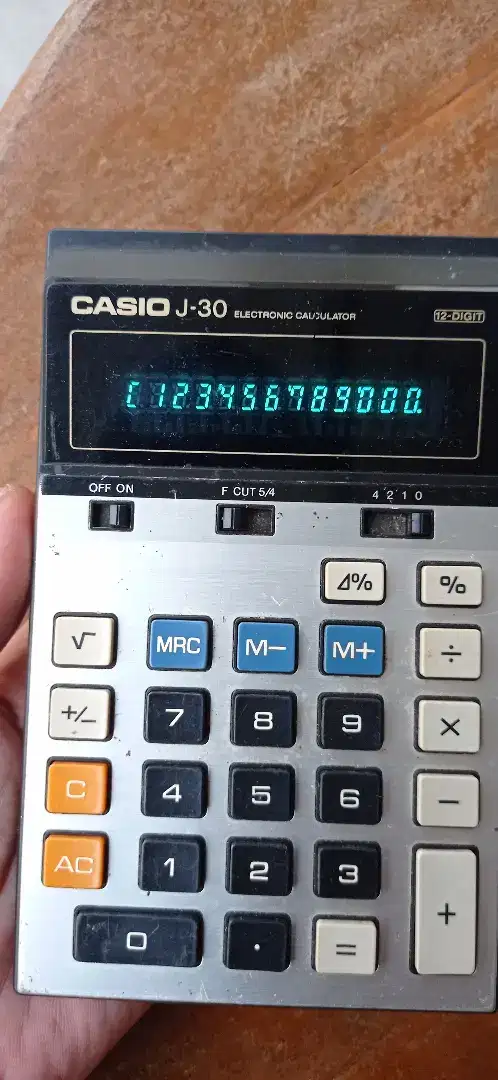 CASIO J-30 ELECTRONIC CALCULATOR 12-DIGIT
[123456789000.
OFF ON F CUT 5/4 4 2 1 0
⊿% %
√ MRC M− M+ ÷
+/− 7 8 9 ×
C 4 5 6 −
AC 1 2 3 +
0 . =